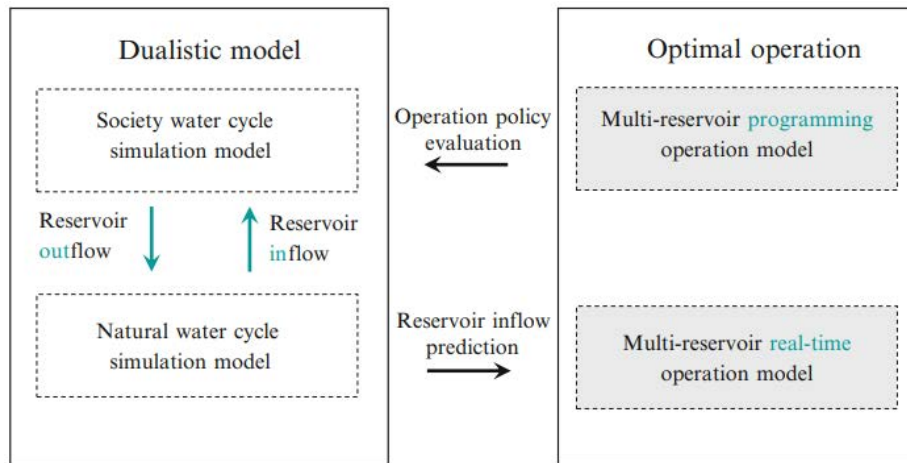 Dualistic model
Society water cycle
simulation model
Reservoir
outflow
Reservoir
inflow
Natural water cycle
simulation model
Operation policy
evaluation
Reservoir inflow
prediction
Optimal operation
Multi-reservoir programming
operation model
Multi-reservoir real-time
operation model